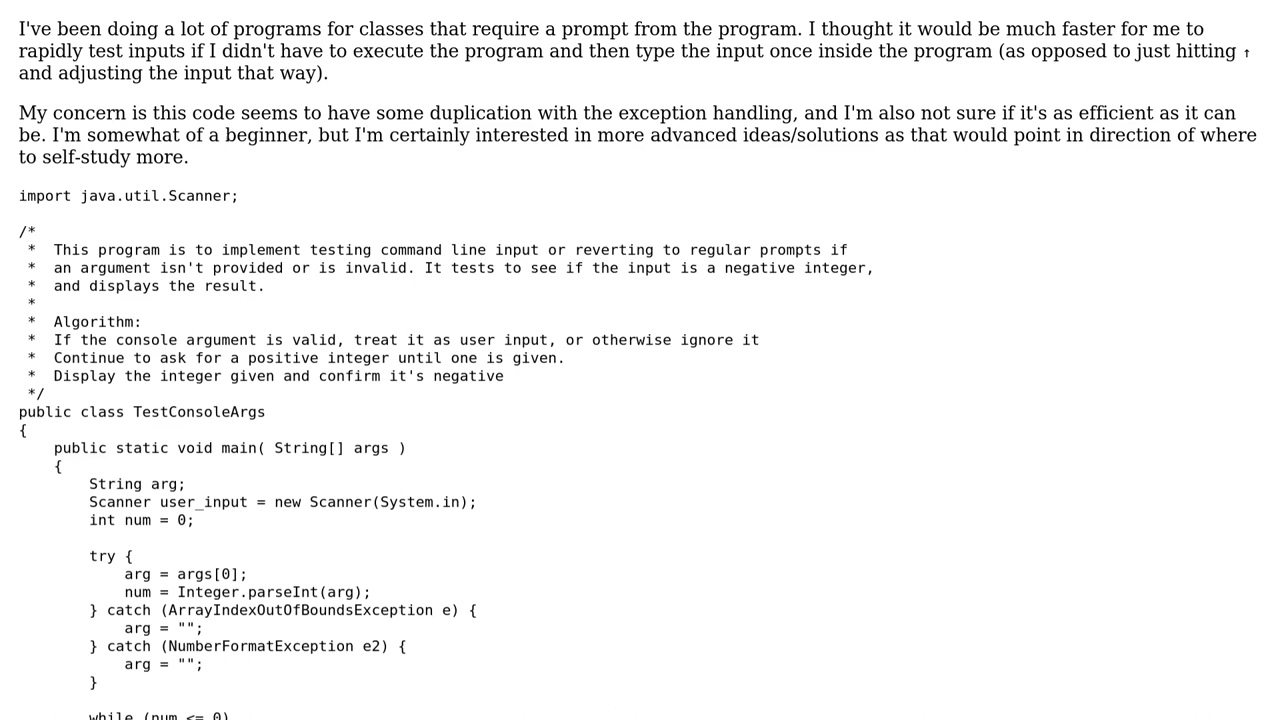 I've been doing a lot of programs for classes that require a prompt from the program. I thought it would be much faster for me to
rapidly test inputs if I didn't have to execute the program and then type the input once inside the program (as opposed to just hitting ↑
and adjusting the input that way).
My concern is this code seems to have some duplication with the exception handling, and I'm also not sure if it's as efficient as it can
be. I'm somewhat of a beginner, but I'm certainly interested in more advanced ideas/solutions as that would point in direction of where
to self-study more.
import java.util.Scanner;
/*
 *  This program is to implement testing command line input or reverting to regular prompts if
 *  an argument isn't provided or is invalid. It tests to see if the input is a negative integer,
 *  and displays the result.
 *
 *  Algorithm:
 *  If the console argument is valid, treat it as user input, or otherwise ignore it
 *  Continue to ask for a positive integer until one is given.
 *  Display the integer given and confirm it's negative
 */
public class TestConsoleArgs
{
    public static void main( String[] args )
    {
        String arg;
        Scanner user_input = new Scanner(System.in);
        int num = 0;
        try {
            arg = args[0];
            num = Integer.parseInt(arg);
        } catch (ArrayIndexOutOfBoundsException e) {
            arg = "";
        } catch (NumberFormatException e2) {
            arg = "";
        }
        while (num <= 0)